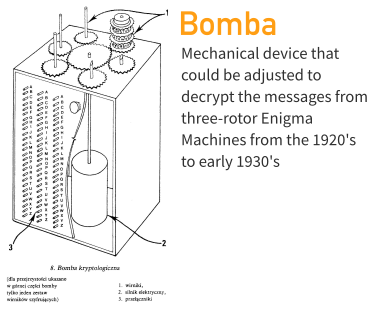 Bomba
Mechanical device that
could be adjusted to
decrypt the messages from
three-rotor Enigma
Machines from the 1920's
to early 1930's
1
2
3
8. Bomba kryptologiczna
(dla przejrzystości ukazano
w górnej części bomby
tylko jeden zestaw
wirników szyfrujących)
1. wirniki,
2. silnik elektryczny,
3. przełączniki